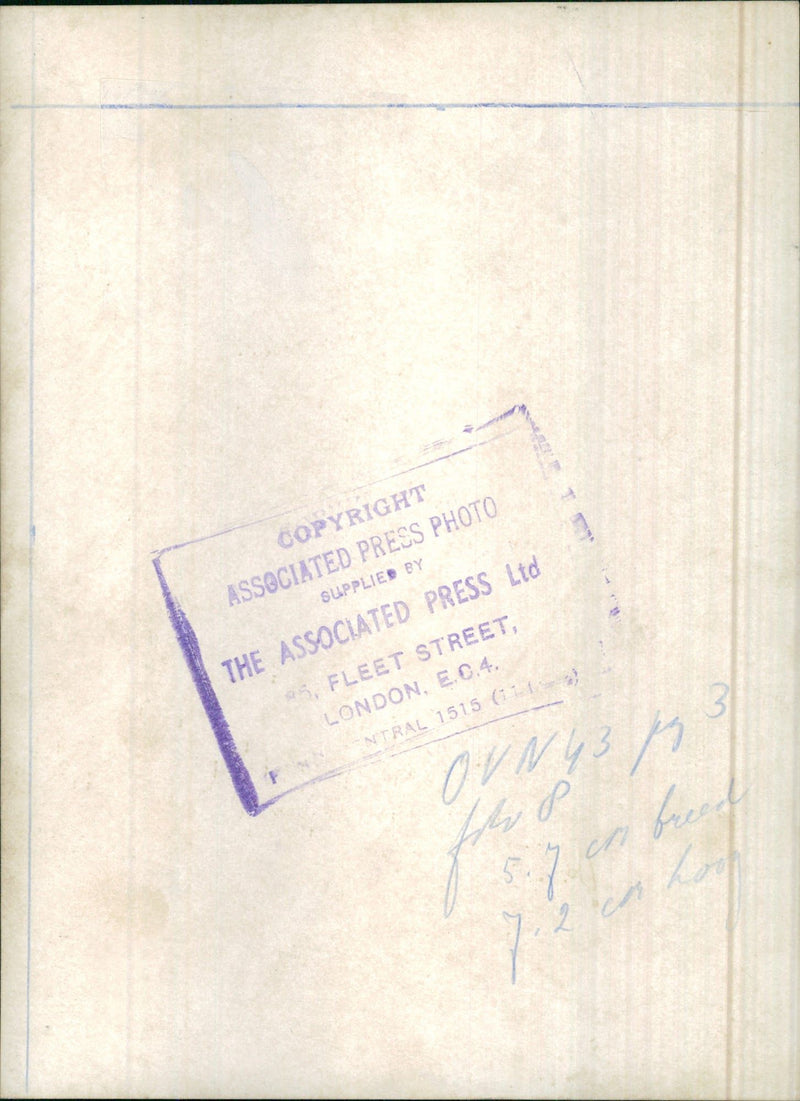 COPYRIGHT
ASSOCIATED PRESS PHOTO
SUPPLIED BY
THE ASSOCIATED PRESS Ltd
FLEET STREET,
LONDON, E.C.4.
1515
OVN 43 pg 3
foto 8
5.7 cm breed
7.2 cm hoog